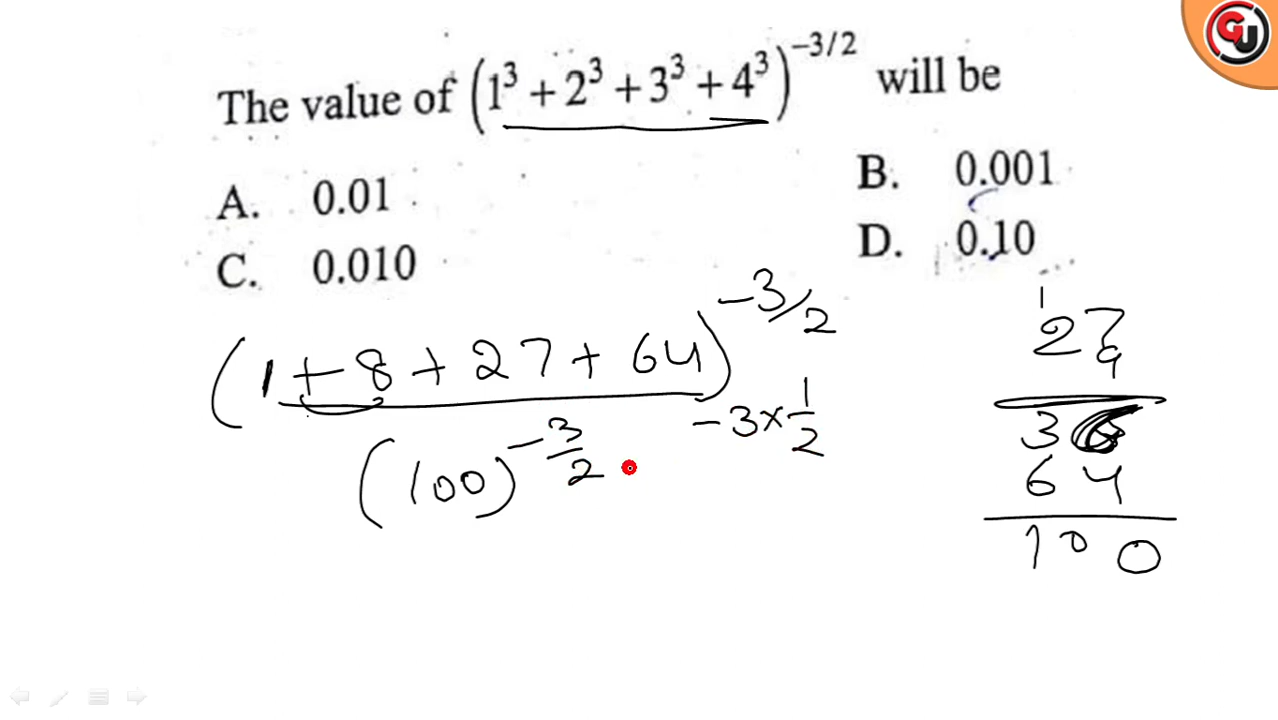 GU
The value of (1³ + 2³ + 3³ + 4³)^(-3/2) will be
A. 0.01
B. 0.001
C. 0.010
D. 0.10
(1 + 8 + 27 + 64)^(-3/2)
(100)^(-3/2)
-3 × 1/2
1
27
9
36
64
100